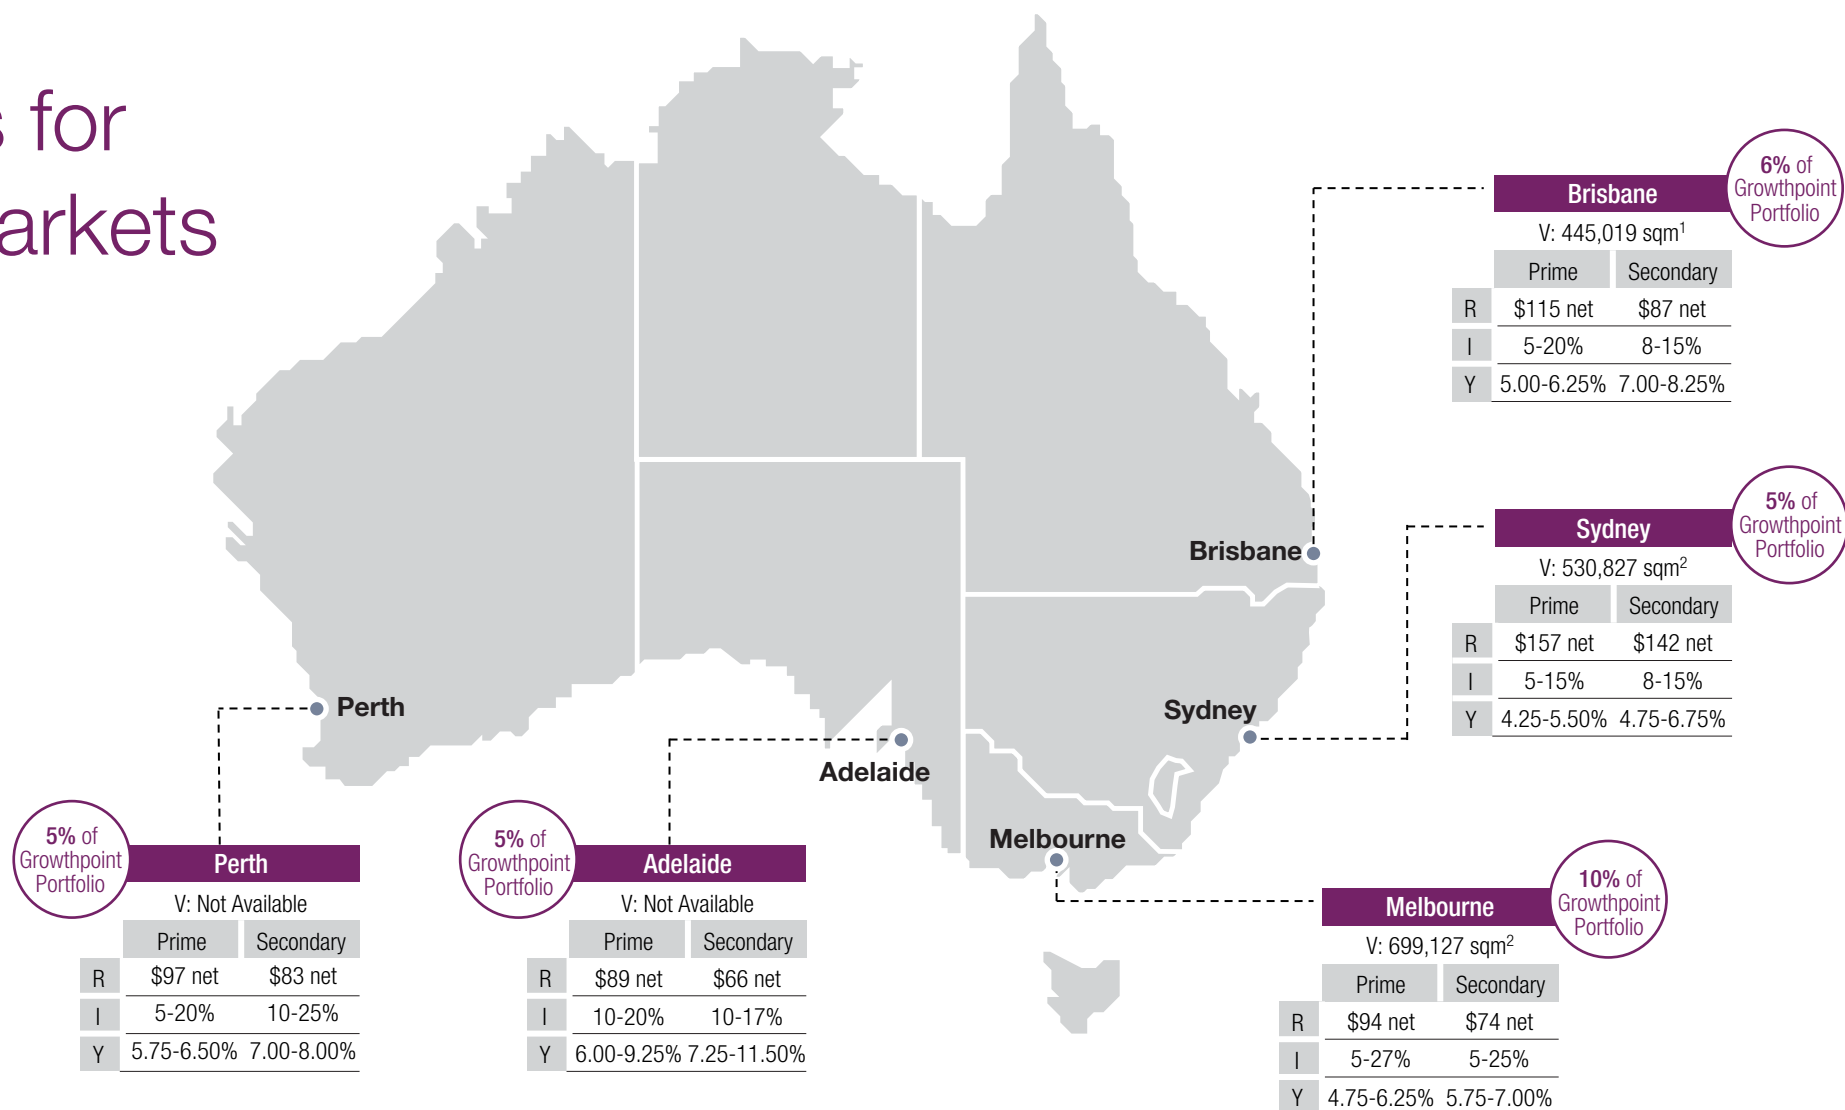 s for
arkets
6% of
Growthpoint
Portfolio
Brisbane
V: 445,019 sqm1
Prime Secondary
R $115 net $87 net
I 5-20% 8-15%
Y 5.00-6.25% 7.00-8.25%
5% of
Growthpoint
Portfolio
Sydney
V: 530,827 sqm2
Prime Secondary
R $157 net $142 net
I 5-15% 8-15%
Y 4.25-5.50% 4.75-6.75%
Brisbane
Perth
Sydney
Adelaide
Melbourne
5% of
Growthpoint
Portfolio
Perth
V: Not Available
Prime Secondary
R $97 net $83 net
I 5-20% 10-25%
Y 5.75-6.50% 7.00-8.00%
5% of
Growthpoint
Portfolio
Adelaide
V: Not Available
Prime Secondary
R $89 net $66 net
I 10-20% 10-17%
Y 6.00-9.25% 7.25-11.50%
10% of
Growthpoint
Portfolio
Melbourne
V: 699,127 sqm2
Prime Secondary
R $94 net $74 net
I 5-27% 5-25%
Y 4.75-6.25% 5.75-7.00%